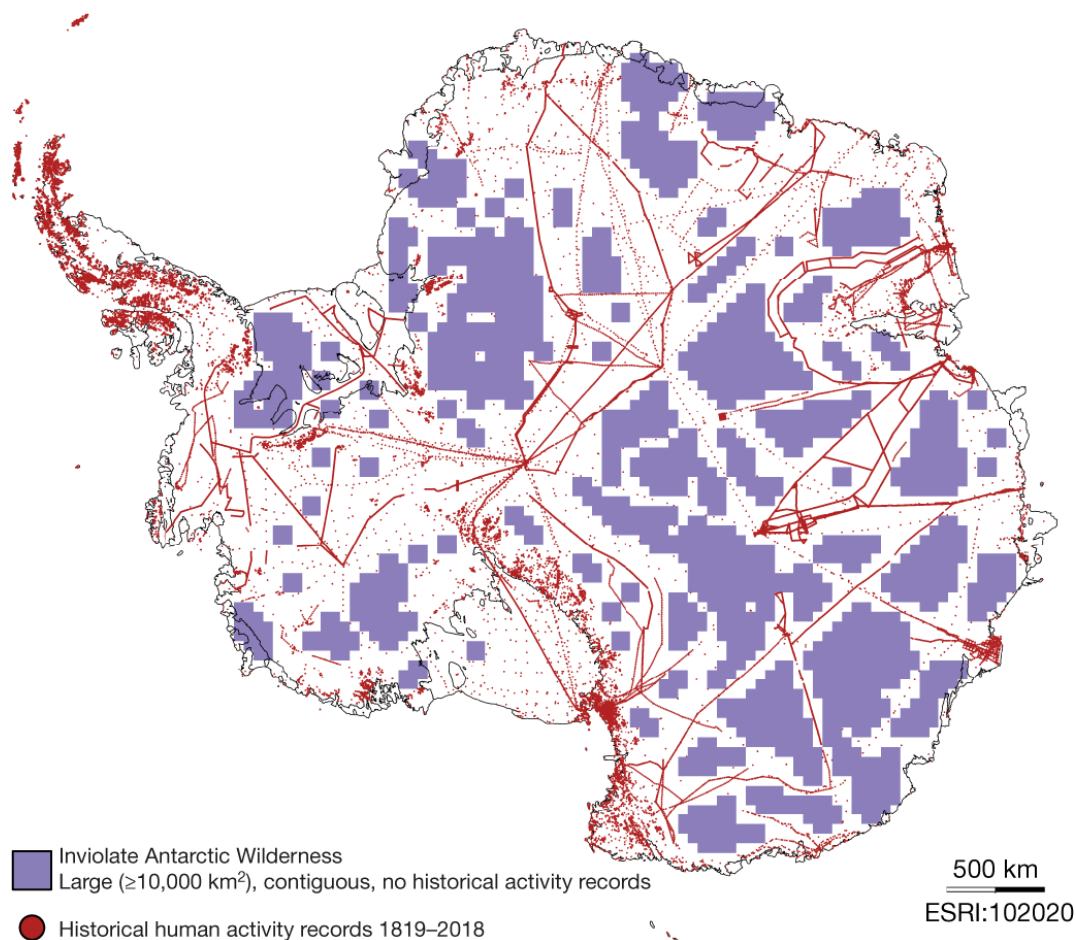 Inviolate Antarctic Wilderness
Large (≥10,000 km²), contiguous, no historical activity records
Historical human activity records 1819–2018
500 km
ESRI:102020